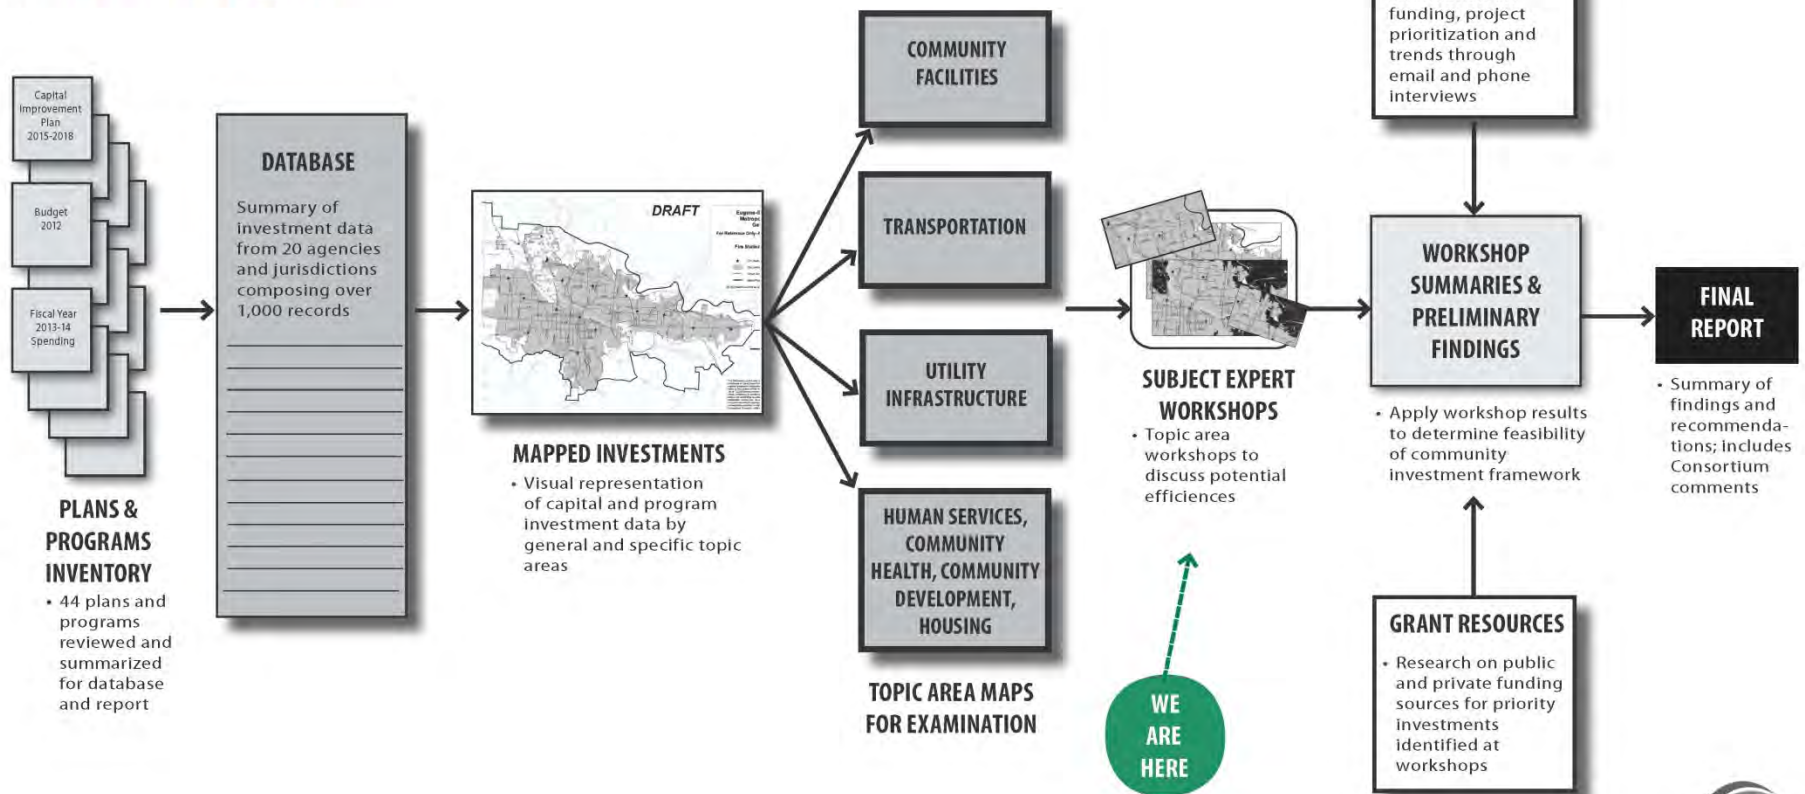 Capital
Improvement
Plan
2015-2018
Budget
2012
Fiscal Year
2013-14
Spending
PLANS &
PROGRAMS
INVENTORY
• 44 plans and
programs
reviewed and
summarized
for database
and report
DATABASE
Summary of
investment data
from 20 agencies
and jurisdictions
composing over
1,000 records
DRAFT
MAPPED INVESTMENTS
• Visual representation
of capital and program
investment data by
general and specific topic
areas
COMMUNITY
FACILITIES
TRANSPORTATION
UTILITY
INFRASTRUCTURE
HUMAN SERVICES,
COMMUNITY
HEALTH, COMMUNITY
DEVELOPMENT,
HOUSING
TOPIC AREA MAPS
FOR EXAMINATION
SUBJECT EXPERT
WORKSHOPS
• Topic area
workshops to
discuss potential
efficiences
WE
ARE
HERE
funding, project
prioritization and
trends through
email and phone
interviews
WORKSHOP
SUMMARIES &
PRELIMINARY
FINDINGS
• Apply workshop results
to determine feasibility
of community
investment framework
GRANT RESOURCES
• Research on public
and private funding
sources for priority
investments
identified at
workshops
FINAL
REPORT
• Summary of
findings and
recommenda-
tions; includes
Consortium
comments